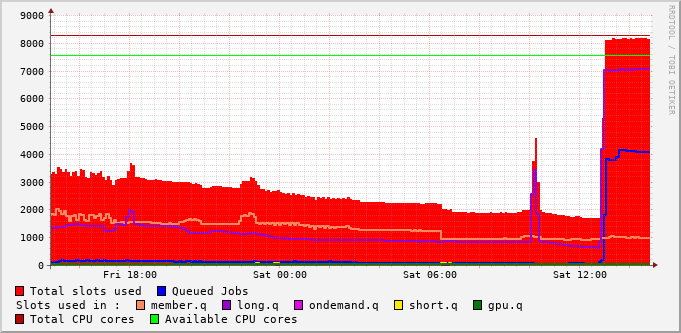 9000
8000
7000
6000
5000
4000
3000
2000
1000
0
Fri 18:00 Sat 00:00 Sat 06:00 Sat 12:00
Total slots used Queued Jobs
Slots used in : member.q long.q ondemand.q short.q gpu.q
Total CPU cores Available CPU cores
RRDTOOL / TOBI OETIKER